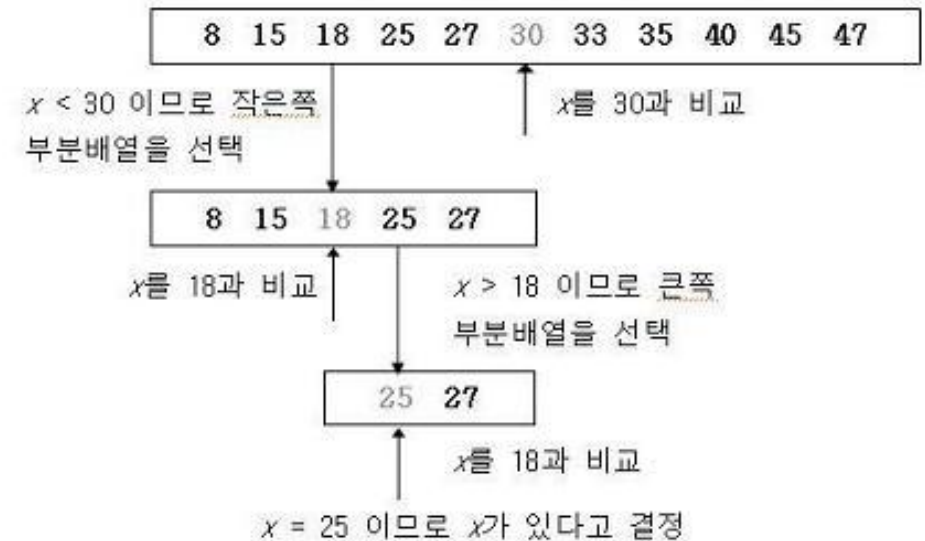 8 15 18 25 27 30 33 35 40 45 47
x < 30 이므로 작은쪽
부분배열을 선택
x를 30과 비교
8 15 18 25 27
x를 18과 비교
x > 18 이므로 큰쪽
부분배열을 선택
25 27
x를 18과 비교
x = 25 이므로 x가 있다고 결정